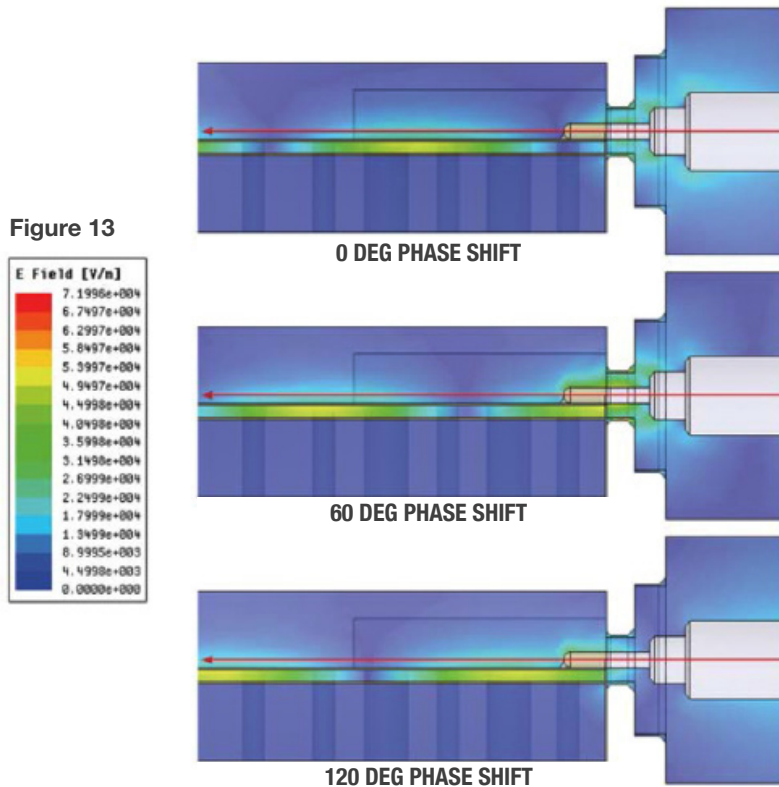 0 DEG PHASE SHIFT
Figure 13
E Field [V/m]
7.1996e+004
6.7497e+004
6.2997e+004
5.8497e+004
5.3997e+004
4.9497e+004
4.4998e+004
4.0498e+004
3.5998e+004
3.1498e+004
2.6999e+004
2.2499e+004
1.7999e+004
1.3499e+004
8.9995e+003
4.4998e+003
0.0000e+000
60 DEG PHASE SHIFT
120 DEG PHASE SHIFT